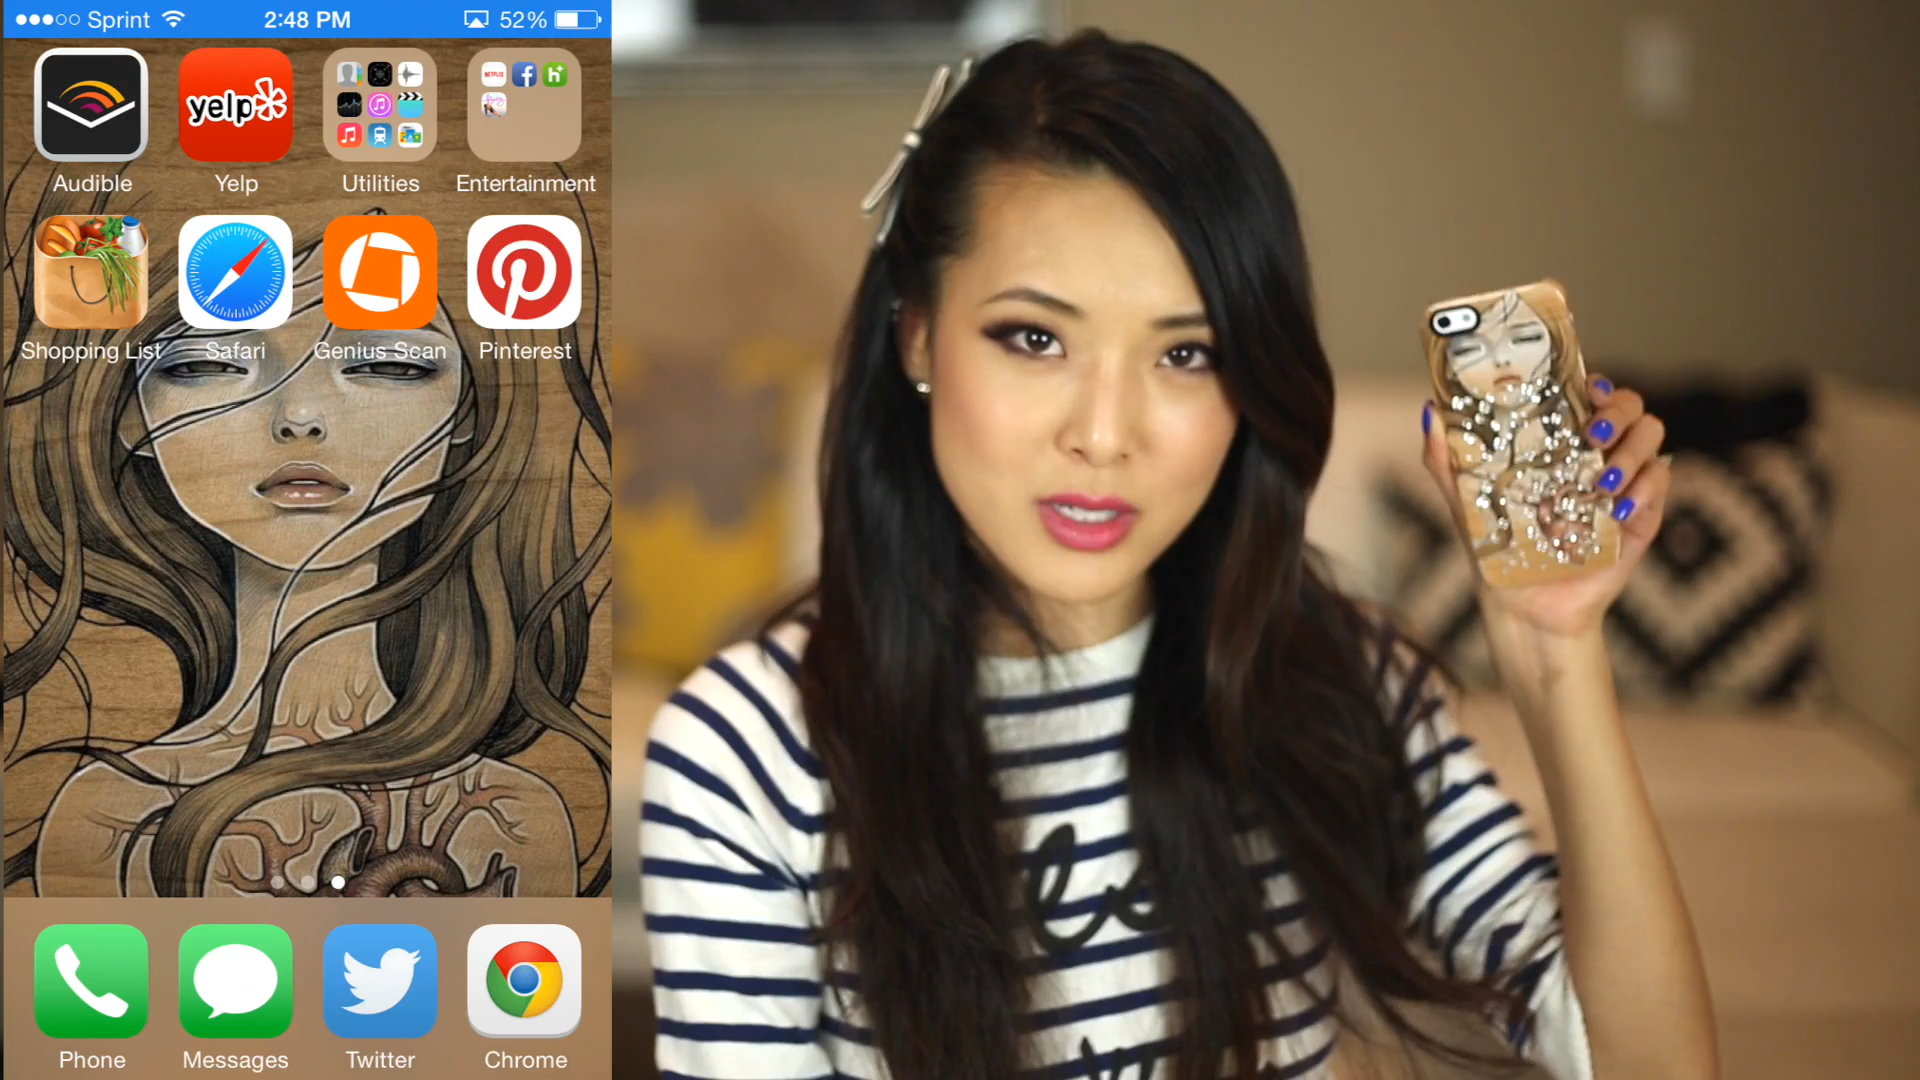 Sprint 2:48 PM 52%
yelp
NETFLIX
Audible Yelp Utilities Entertainment
Shopping List Safari Genius Scan Pinterest
Phone Messages Twitter Chrome